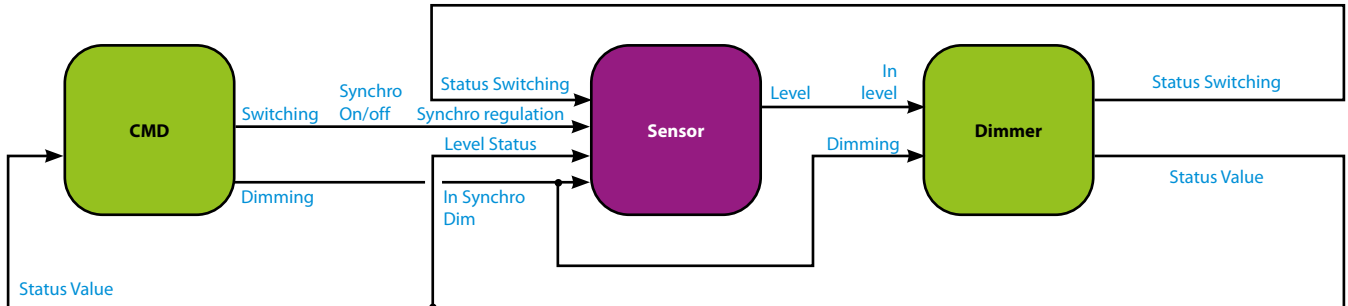 CMD
Switching
Synchro
On/off
Synchro regulation
Status Switching
Level Status
Dimming
In Synchro
Dim
Sensor
Level
In
level
Dimming
Dimmer
Status Switching
Status Value
Status Value